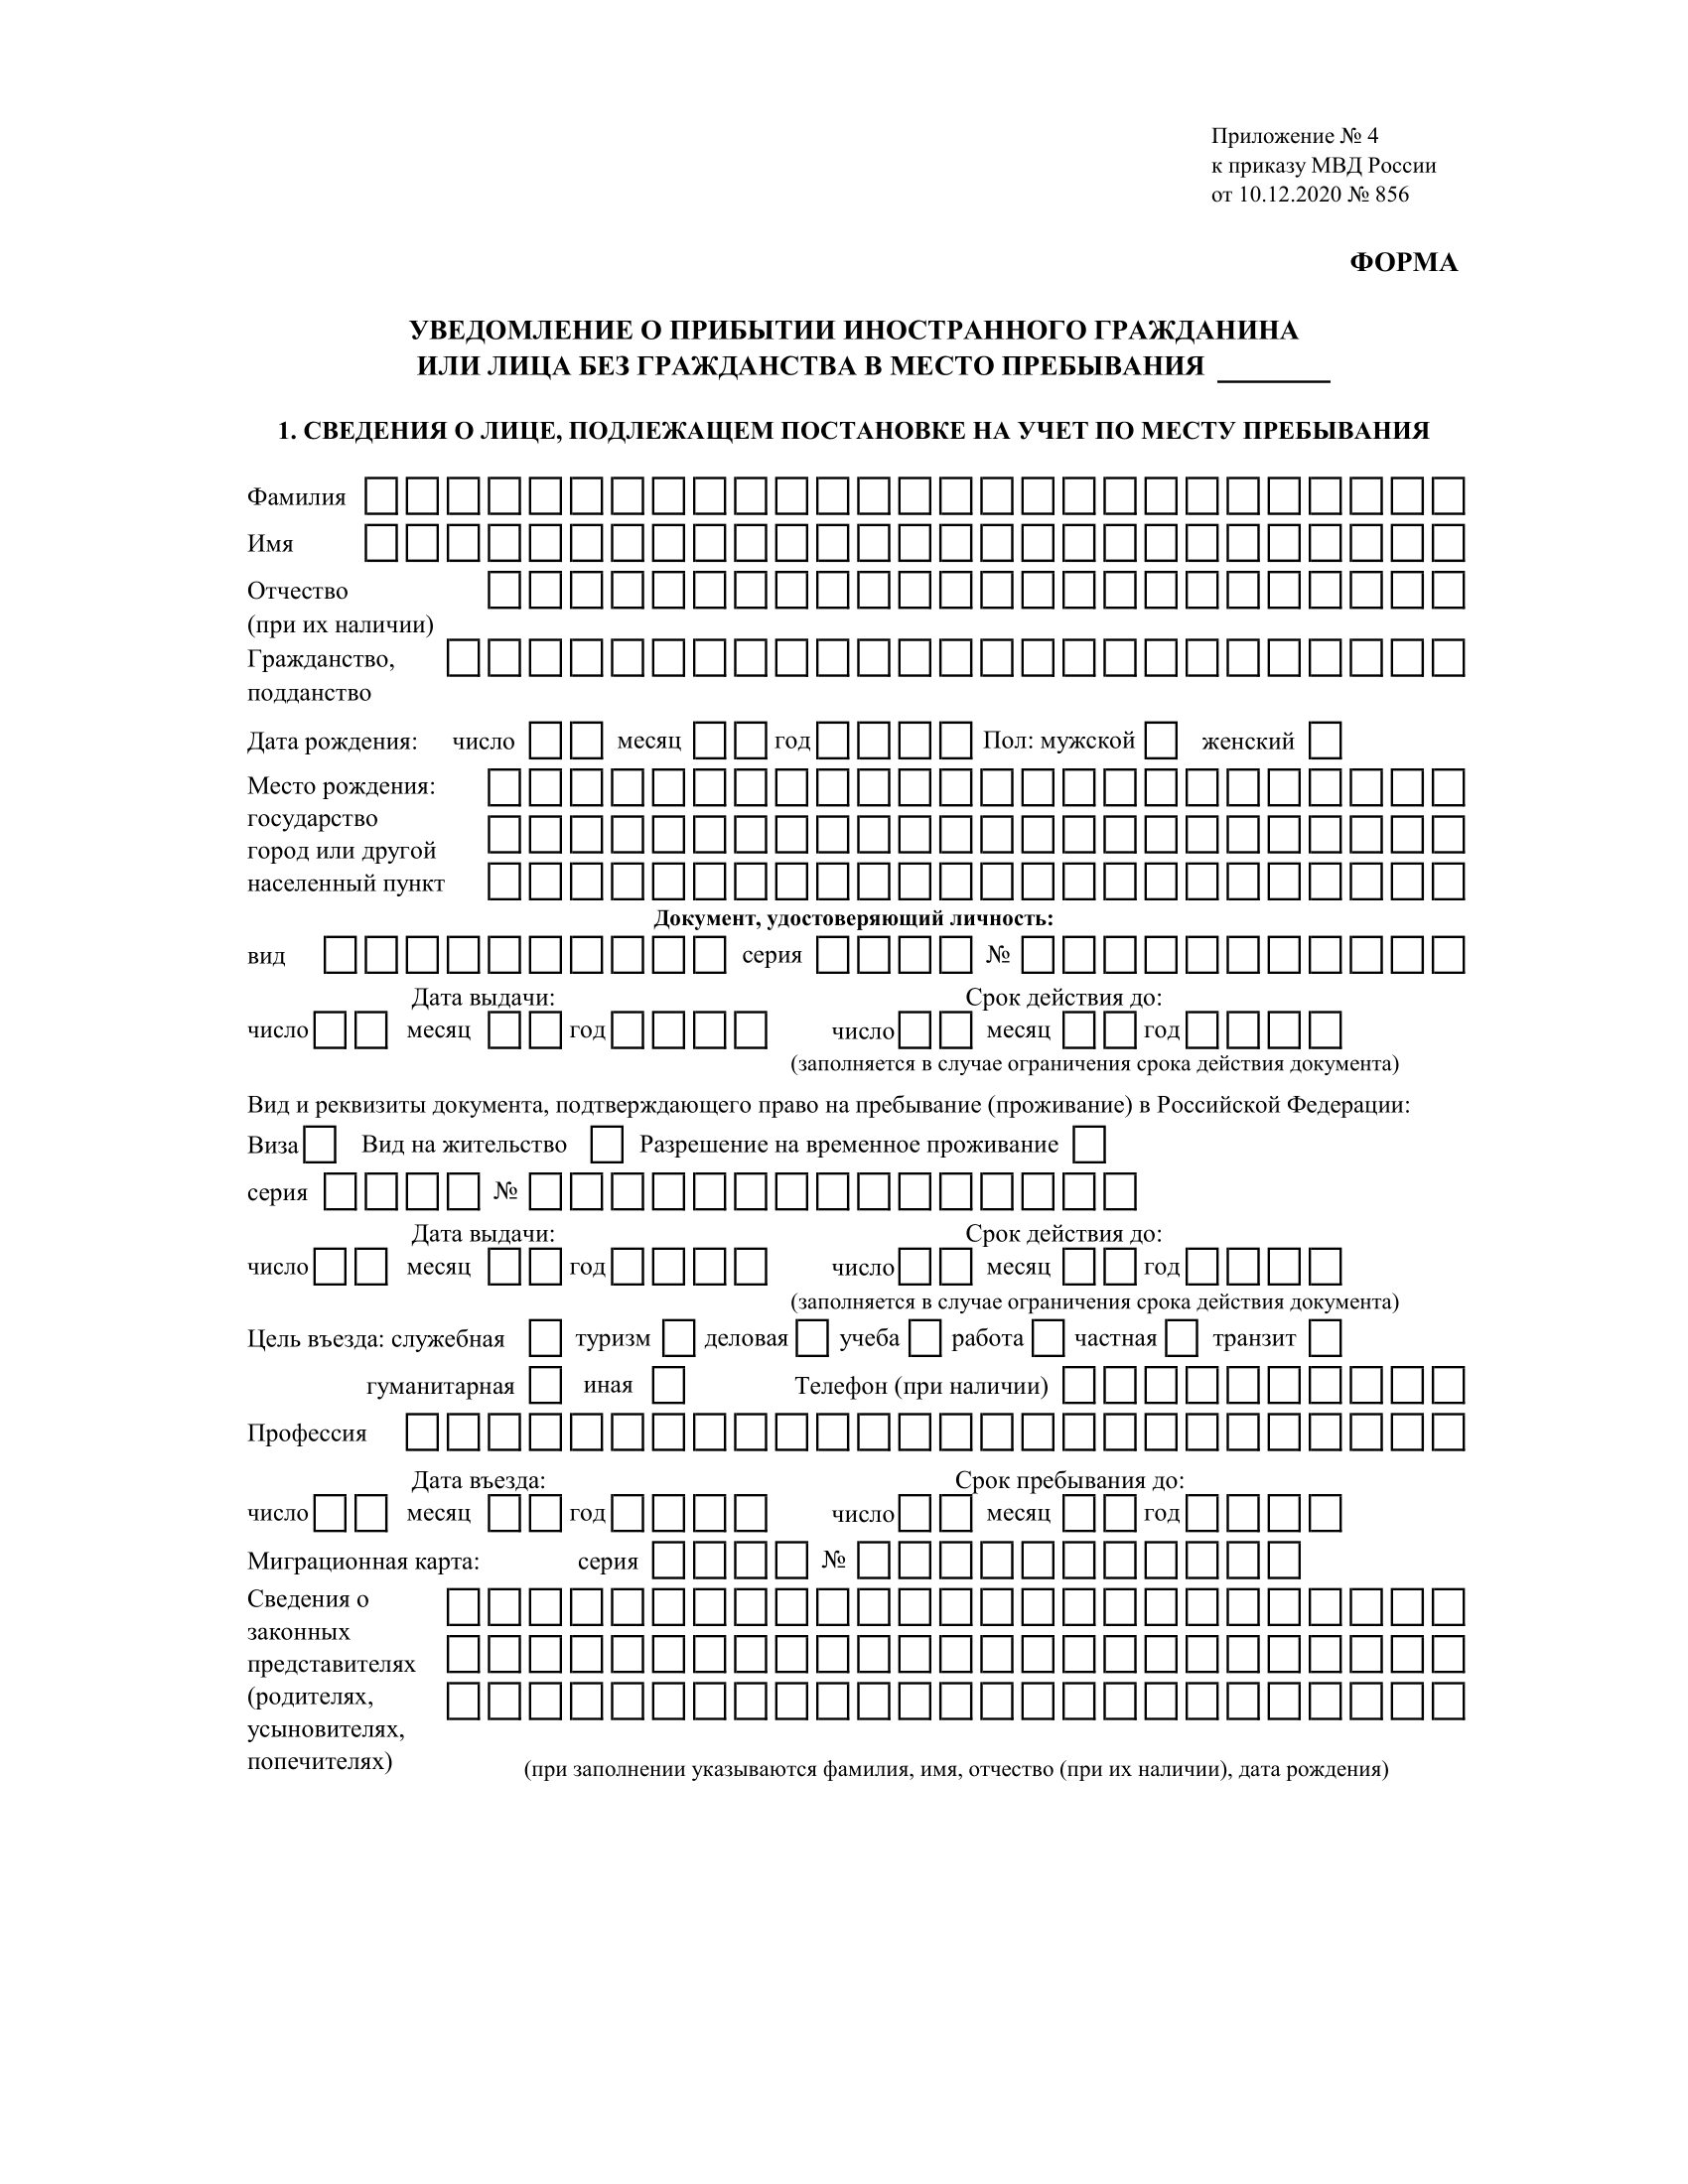 Приложение № 4
к приказу МВД России
от 10.12.2020 № 856
ФОРМА
УВЕДОМЛЕНИЕ О ПРИБЫТИИ ИНОСТРАННОГО ГРАЖДАНИНА
ИЛИ ЛИЦА БЕЗ ГРАЖДАНСТВА В МЕСТО ПРЕБЫВАНИЯ
1. СВЕДЕНИЯ О ЛИЦЕ, ПОДЛЕЖАЩЕМ ПОСТАНОВКЕ НА УЧЕТ ПО МЕСТУ ПРЕБЫВАНИЯ
Фамилия
Имя
Отчество
(при их наличии)
Гражданство,
подданство
Дата рождения: число месяц год Пол: мужской женский
Место рождения:
государство
город или другой
населенный пункт
Документ, удостоверяющий личность:
вид серия №
Дата выдачи: Срок действия до:
число месяц год число месяц год
(заполняется в случае ограничения срока действия документа)
Вид и реквизиты документа, подтверждающего право на пребывание (проживание) в Российской Федерации:
Виза Вид на жительство Разрешение на временное проживание
серия №
Дата выдачи: Срок действия до:
число месяц год число месяц год
(заполняется в случае ограничения срока действия документа)
Цель въезда: служебная туризм деловая учеба работа частная транзит
гуманитарная иная Телефон (при наличии)
Профессия
Дата въезда: Срок пребывания до:
число месяц год число месяц год
Миграционная карта: серия №
Сведения о
законных
представителях
(родителях,
усыновителях,
попечителях)
(при заполнении указываются фамилия, имя, отчество (при их наличии), дата рождения)